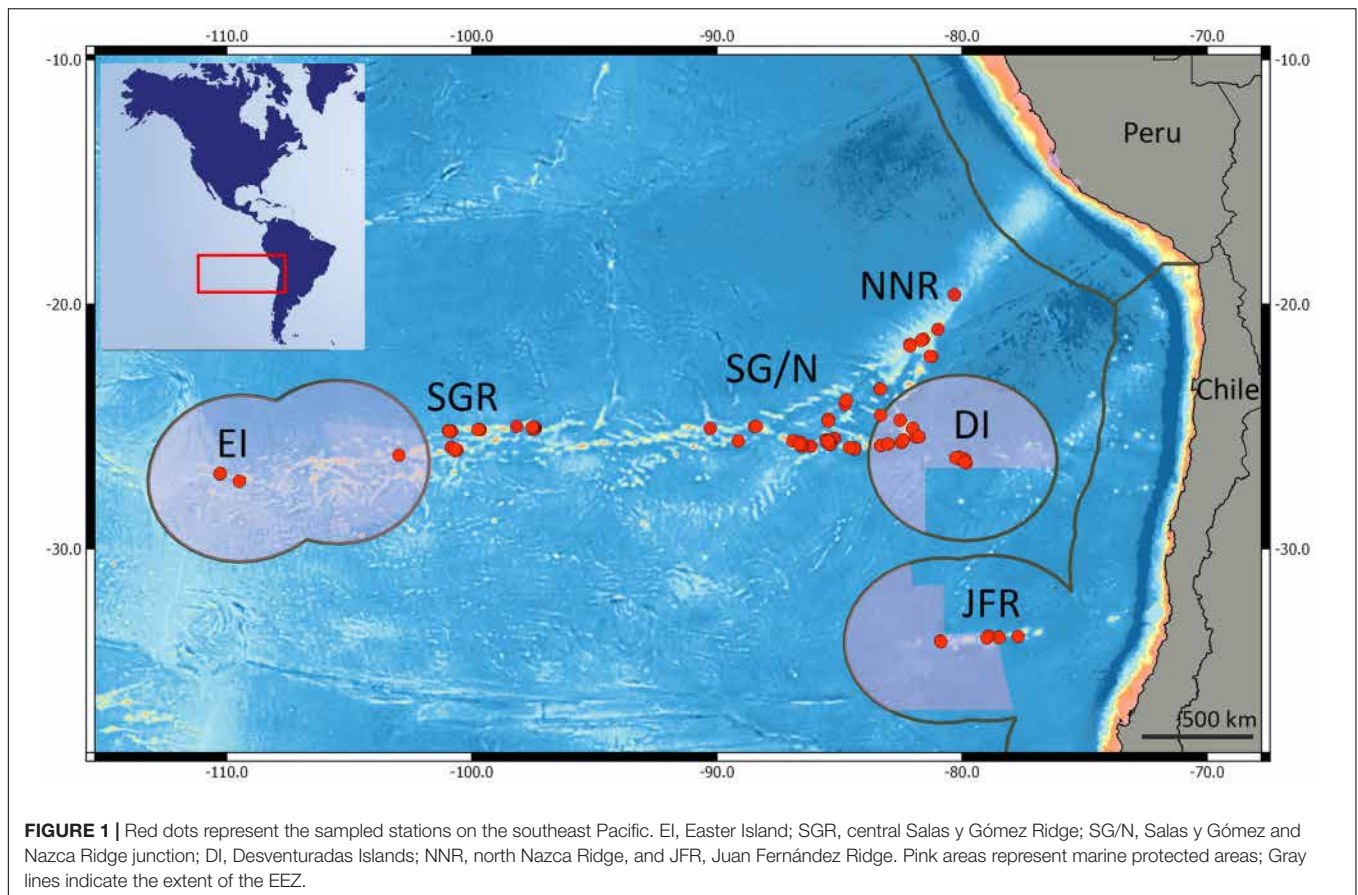 -110.0 -100.0 -90.0 -80.0 -70.0
-10.0 -10.0
Peru
NNR
-20.0 -20.0
SG/N
SGR
Chile
EI
DI
-30.0 -30.0
JFR
500 km
-110.0 -100.0 -90.0 -80.0 -70.0
FIGURE 1 | Red dots represent the sampled stations on the southeast Pacific. EI, Easter Island; SGR, central Salas y Gómez Ridge; SG/N, Salas y Gómez and
Nazca Ridge junction; DI, Desventuradas Islands; NNR, north Nazca Ridge, and JFR, Juan Fernández Ridge. Pink areas represent marine protected areas; Gray
lines indicate the extent of the EEZ.